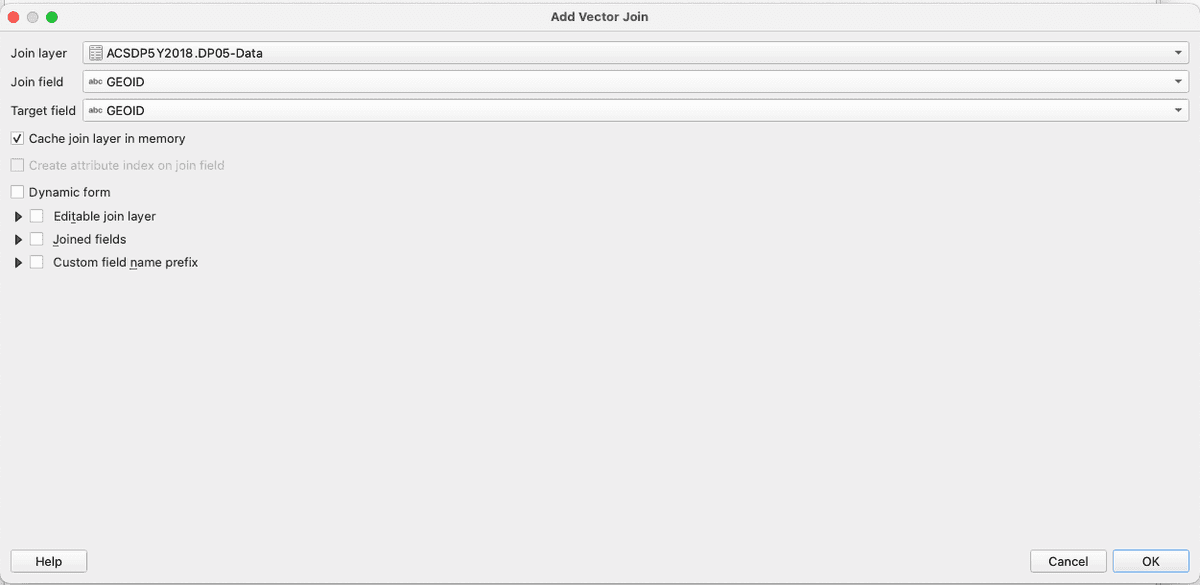 Add Vector Join
Join layer ACSDP5Y2018.DP05-Data
Join field abc GEOID
Target field abc GEOID
Cache join layer in memory
Create attribute index on join field
Dynamic form
Editable join layer
Joined fields
Custom field name prefix
Help Cancel OK